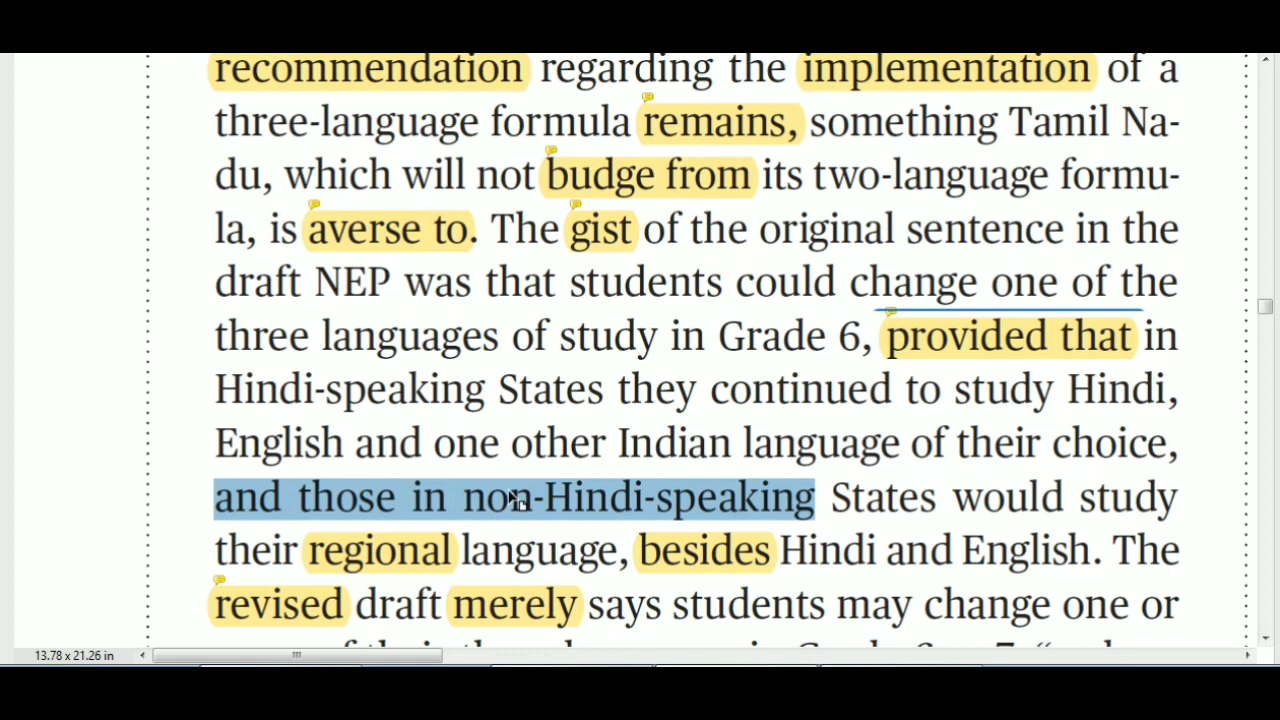 recommendation regarding the implementation of a
three-language formula remains, something Tamil Na-
du, which will not budge from its two-language formu-
la, is averse to. The gist of the original sentence in the
draft NEP was that students could change one of the
three languages of study in Grade 6, provided that in
Hindi-speaking States they continued to study Hindi,
English and one other Indian language of their choice,
and those in non-Hindi-speaking States would study
their regional language, besides Hindi and English. The
revised draft merely says students may change one or
13.78 x 21.26 in